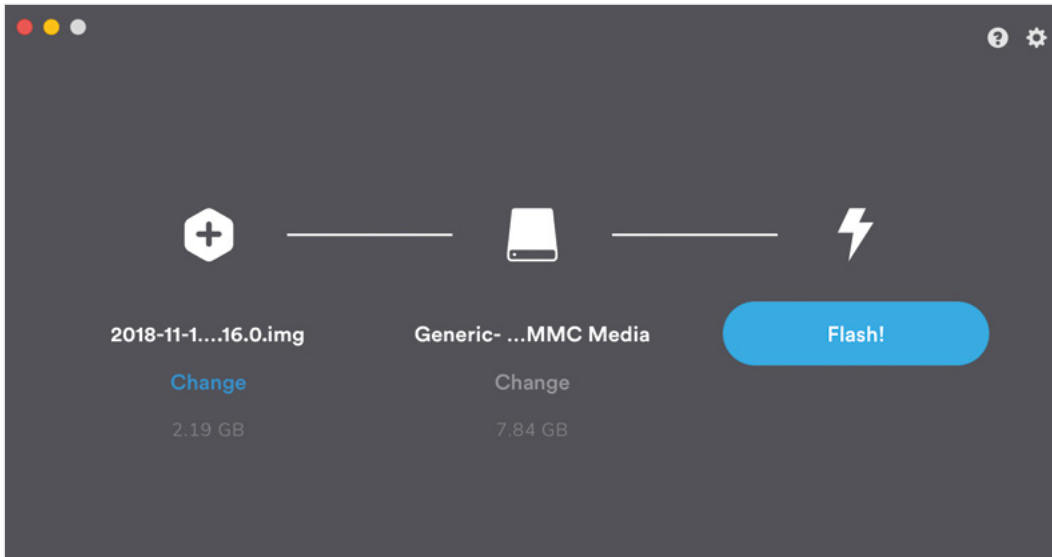 2018-11-1....16.0.img
Change
2.19 GB
Generic- ...MMC Media
Change
7.84 GB
Flash!